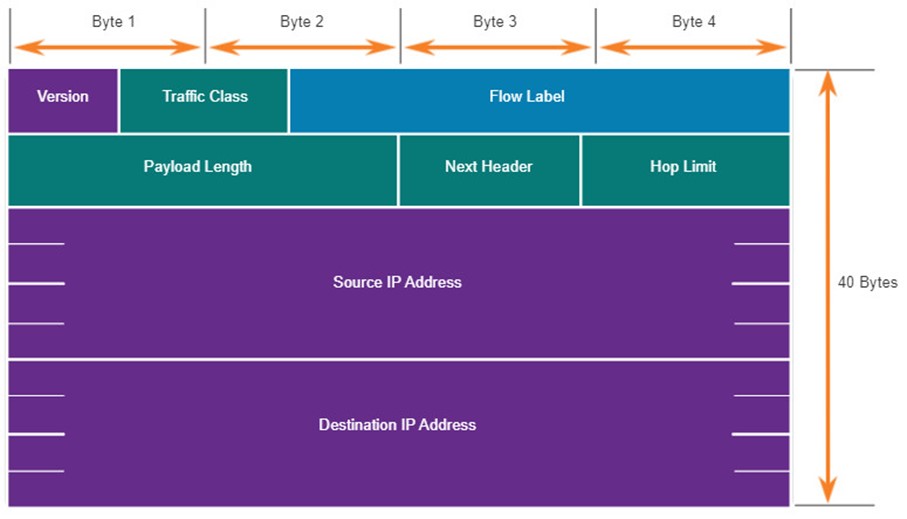 Byte 1
Byte 2
Byte 3
Byte 4
Version
Traffic Class
Flow Label
Payload Length
Next Header
Hop Limit
Source IP Address
40 Bytes
Destination IP Address